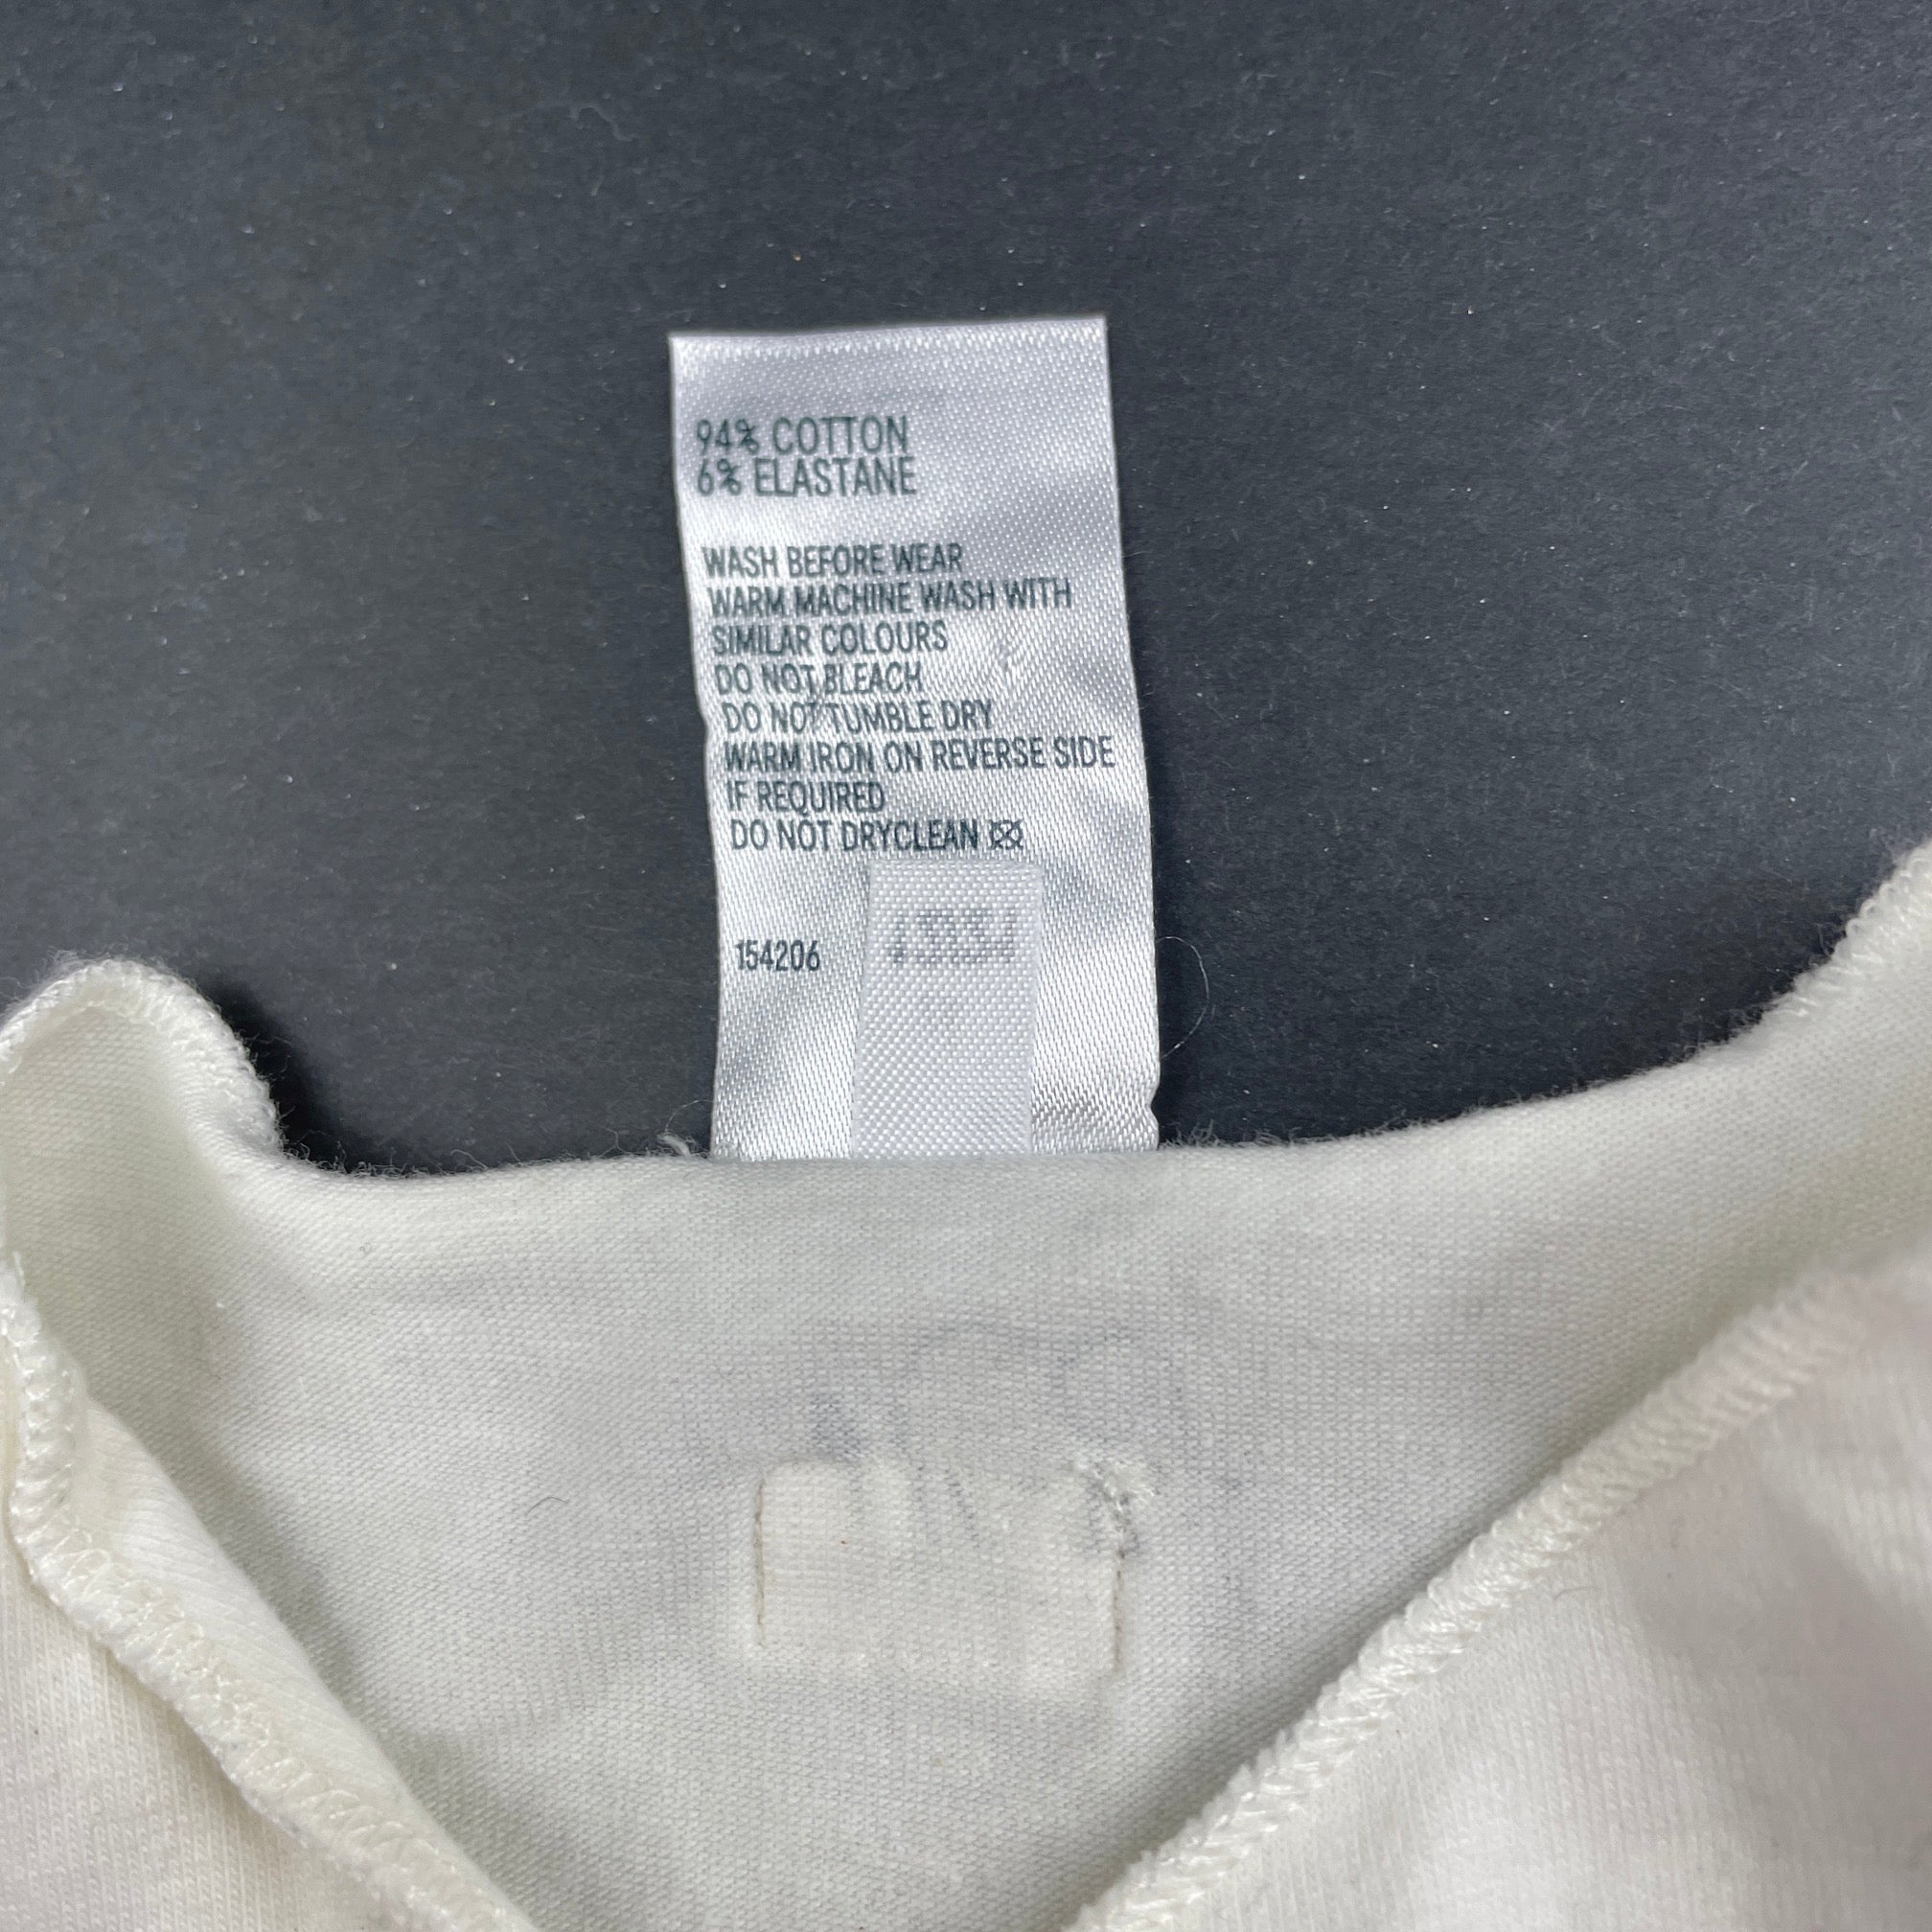 94% COTTON
6% ELASTANE
WASH BEFORE WEAR
WARM MACHINE WASH WITH
SIMILAR COLOURS
DO NOT BLEACH
DO NOT TUMBLE DRY
WARM IRON ON REVERSE SIDE
IF REQUIRED
DO NOT DRYCLEAN
154206